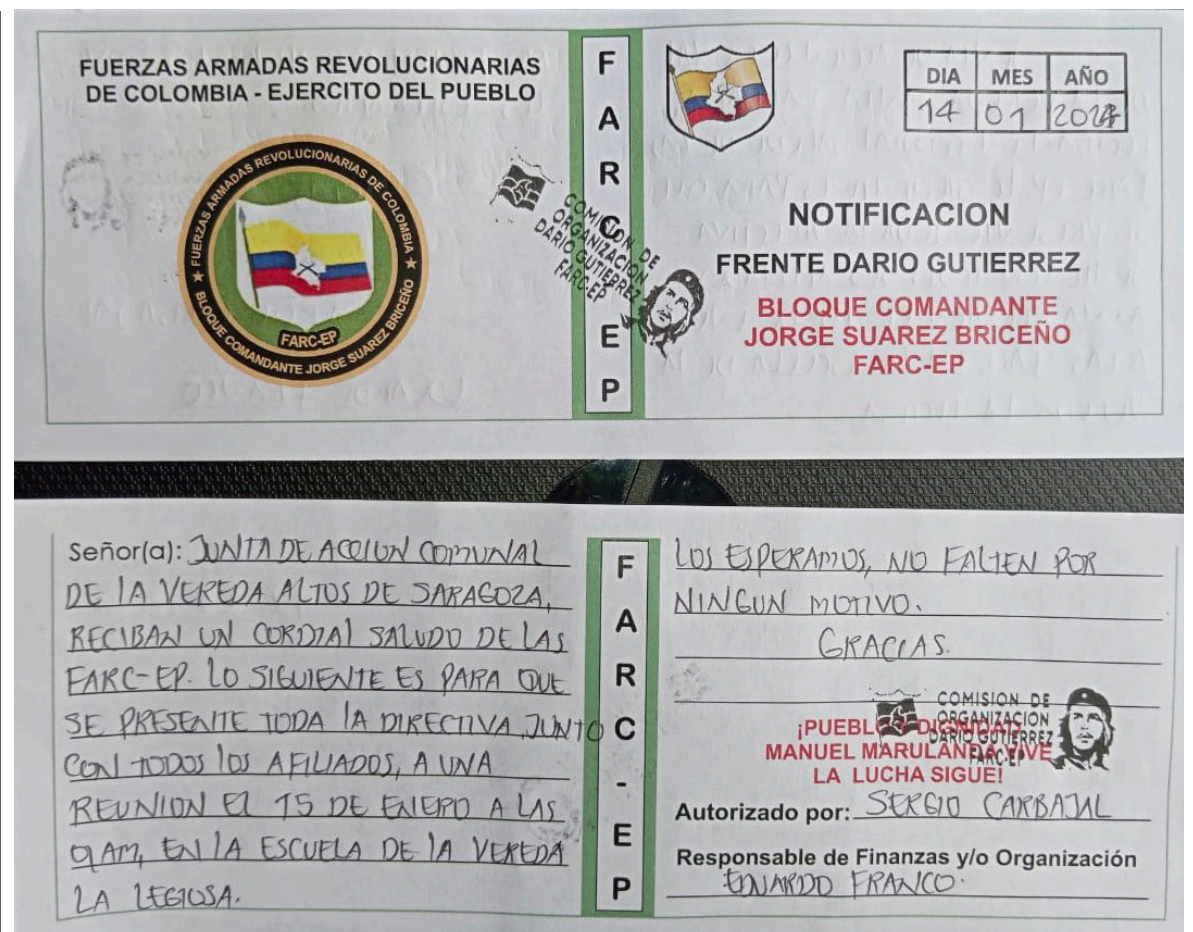 FUERZAS ARMADAS REVOLUCIONARIAS
DE COLOMBIA - EJERCITO DEL PUEBLO
★ FUERZAS ARMADAS REVOLUCIONARIAS DE COLOMBIA ★
BLOQUE COMANDANTE JORGE SUAREZ BRICEÑO
FARC-EP
F
A
R
C
-
E
P
COMISION DE
ORGANIZACION
DARIO GUTIERREZ
FARC-EP
DIA MES AÑO
14 01 2024
NOTIFICACION
FRENTE DARIO GUTIERREZ
BLOQUE COMANDANTE
JORGE SUAREZ BRICEÑO
FARC-EP
Señor(a): JUNTA DE ACCION COMUNAL
DE LA VEREDA ALTOS DE SARAGOZA,
RECIBAN UN CORDIAL SALUDO DE LAS
FARC-EP. LO SIGUIENTE ES PARA QUE
SE PRESENTE TODA LA DIRECTIVA, JUNTO
CON TODOS LOS AFILIADOS, A UNA
REUNION EL 15 DE ENERO A LAS
9AM, EN LA ESCUELA DE LA VEREDA
LA LEGIOSA.
F
A
R
C
-
E
P
LOS ESPERAMOS, NO FALTEN POR
NINGUN MOTIVO.
GRACIAS.
COMISION DE
ORGANIZACION
DARIO GUTIERREZ
FARC-EP
¡PUEBLO Y DIGNIDAD!
MANUEL MARULANDA VIVE
LA LUCHA SIGUE!
Autorizado por: SERGIO CARBAJAL
Responsable de Finanzas y/o Organización
EDUARDO FRANCO.